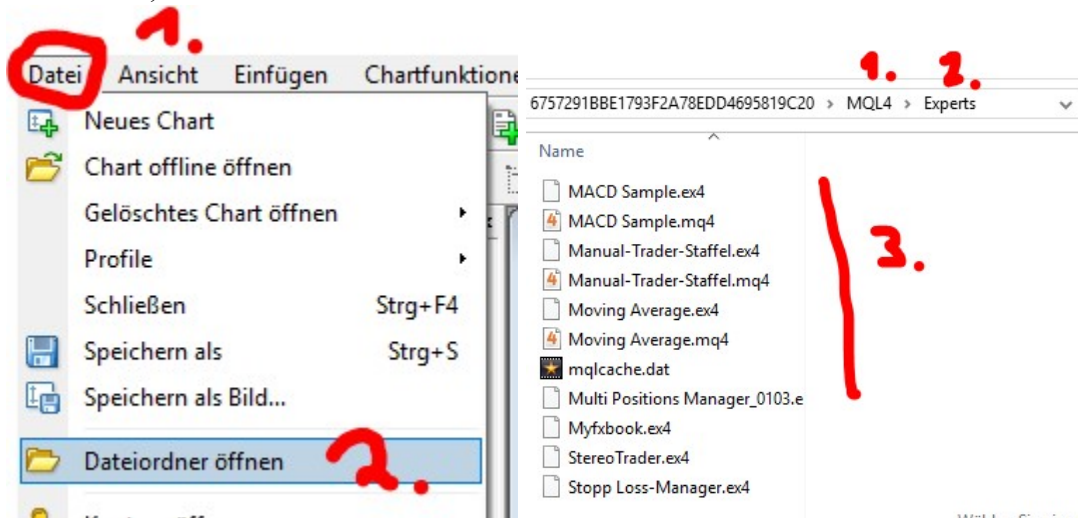 1.
Datei Ansicht Einfügen Chartfunktione
Neues Chart
Chart offline öffnen
Gelöschtes Chart öffnen
Profile
Schließen Strg+F4
Speichern als Strg+S
Speichern als Bild...
Dateiordner öffnen 2.
1. 2.
6757291BBE1793F2A78EDD4695819C20 > MQL4 > Experts
Name
MACD Sample.ex4
MACD Sample.mq4
Manual-Trader-Staffel.ex4
3.
Manual-Trader-Staffel.mq4
Moving Average.ex4
Moving Average.mq4
mqlcache.dat
Multi Positions Manager_0103.e
Myfxbook.ex4
StereoTrader.ex4
Stopp Loss-Manager.ex4